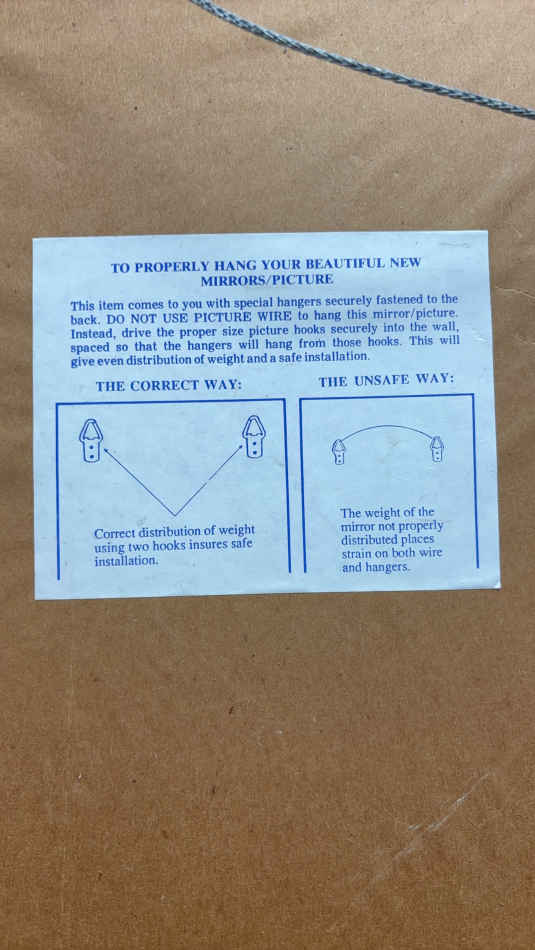 TO PROPERLY HANG YOUR BEAUTIFUL NEW
MIRRORS/PICTURE
This item comes to you with special hangers securely fastened to the
back. DO NOT USE PICTURE WIRE to hang this mirror/picture.
Instead, drive the proper size picture hooks securely into the wall,
spaced so that the hangers will hang from those hooks. This will
give even distribution of weight and a safe installation.
THE CORRECT WAY:
Correct distribution of weight
using two hooks insures safe
installation.
THE UNSAFE WAY:
The weight of the
mirror not properly
distributed places
strain on both wire
and hangers.